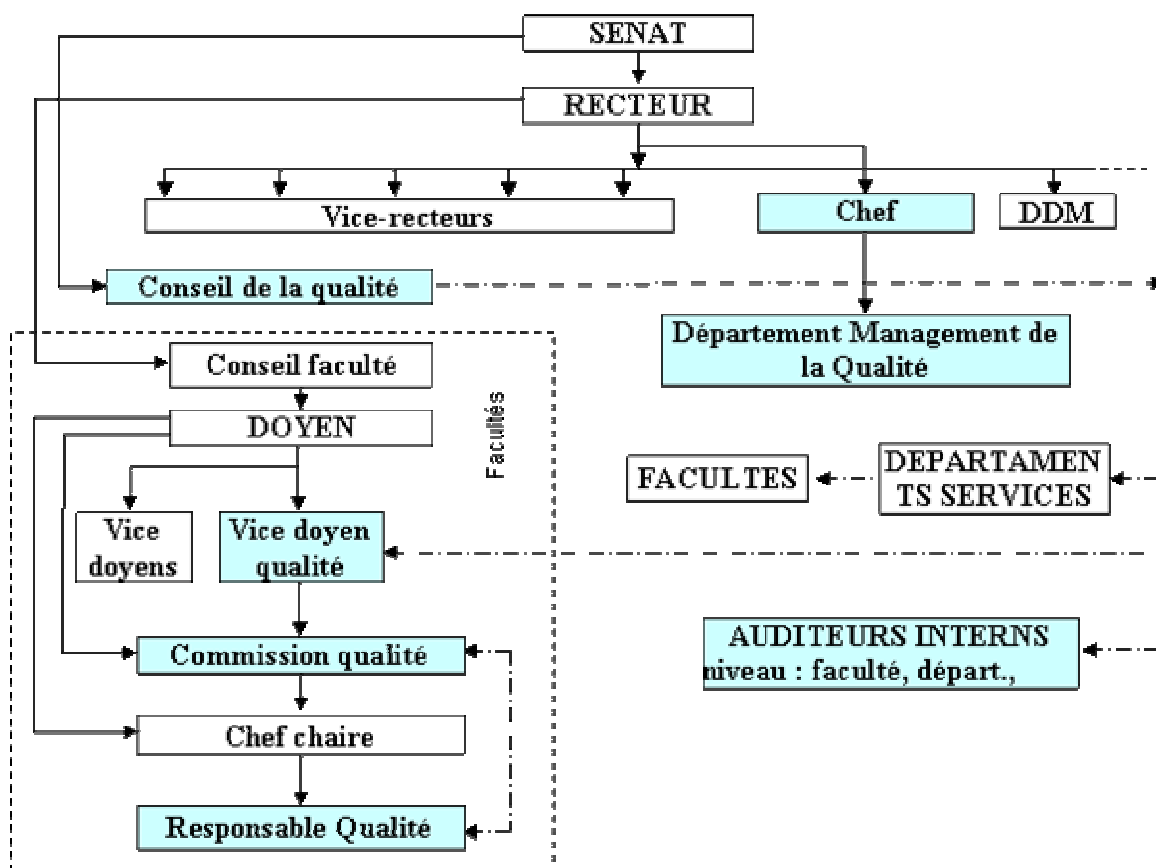 SENAT
RECTEUR
Vice-recteurs
Chef
DDM
Conseil de la qualité
Département Management de
la Qualité
Conseil faculté
DOYEN
Facultés
FACULTES
DEPARTAMEN
TS SERVICES
Vice
doyens
Vice doyen
qualité
Commission qualité
AUDITEURS INTERNS
niveau : faculté, départ.,
Chef chaire
Responsable Qualité